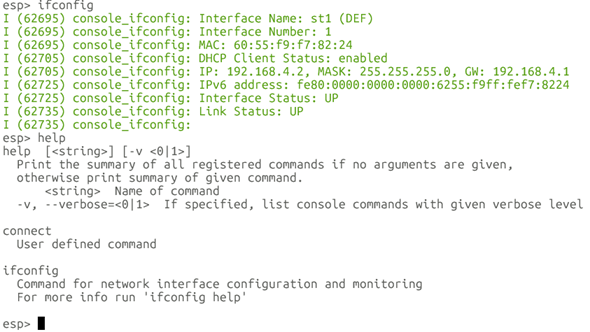 esp> ifconfig
I (62695) console_ifconfig: Interface Name: st1 (DEF)
I (62695) console_ifconfig: Interface Number: 1
I (62695) console_ifconfig: MAC: 60:55:f9:f7:82:24
I (62705) console_ifconfig: DHCP Client Status: enabled
I (62705) console_ifconfig: IP: 192.168.4.2, MASK: 255.255.255.0, GW: 192.168.4.1
I (62725) console_ifconfig: IPv6 address: fe80:0000:0000:0000:6255:f9ff:fef7:8224
I (62725) console_ifconfig: Interface Status: UP
I (62735) console_ifconfig: Link Status: UP
I (62735) console_ifconfig:
esp> help
help  [<string>] [-v <0|1>]
  Print the summary of all registered commands if no arguments are given,
  otherwise print summary of given command.
      <string>  Name of command
  -v, --verbose=<0|1>  If specified, list console commands with given verbose level
connect
  User defined command
ifconfig
  Command for network interface configuration and monitoring
  For more info run 'ifconfig help'
esp>